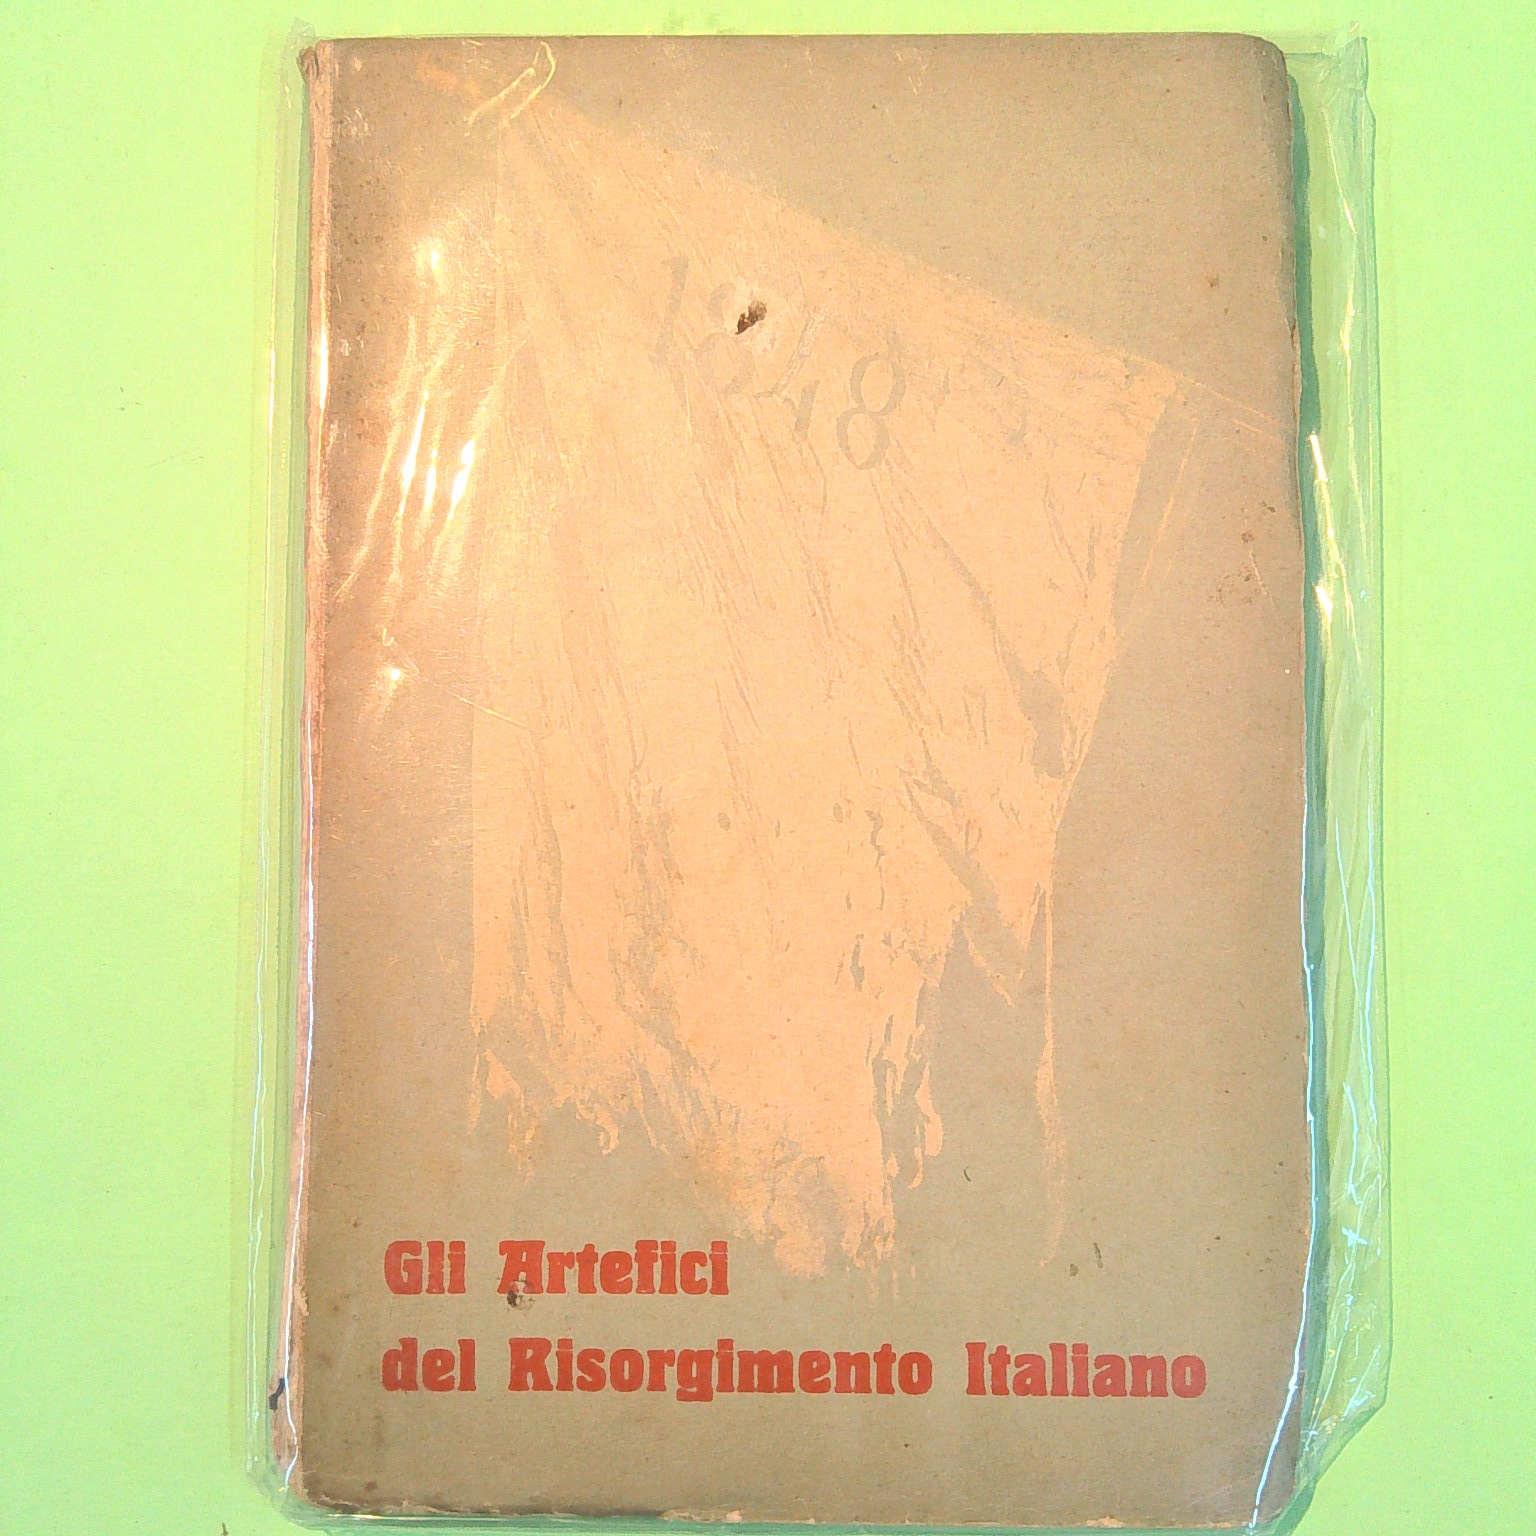 1848
Gli Artefici
del Risorgimento Italiano